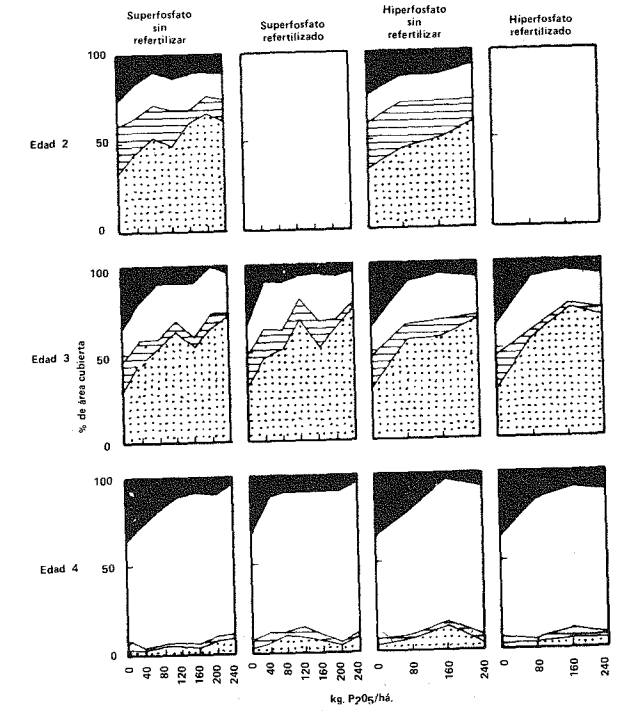 Superfosfato
sin
refertilizar
Superfosfato
refertilizado
Hiperfosfato
sin
refertilizar
Hiperfosfato
refertilizado
100
Edad 2
50
0
100
Edad 3
50
0
% de área cubierta
100
Edad 4
50
0
0 40 80 120 160 200 240
0 40 80 120 160 200 240
0 80 160 240
0 80 160 240
kg. P2O5/há.